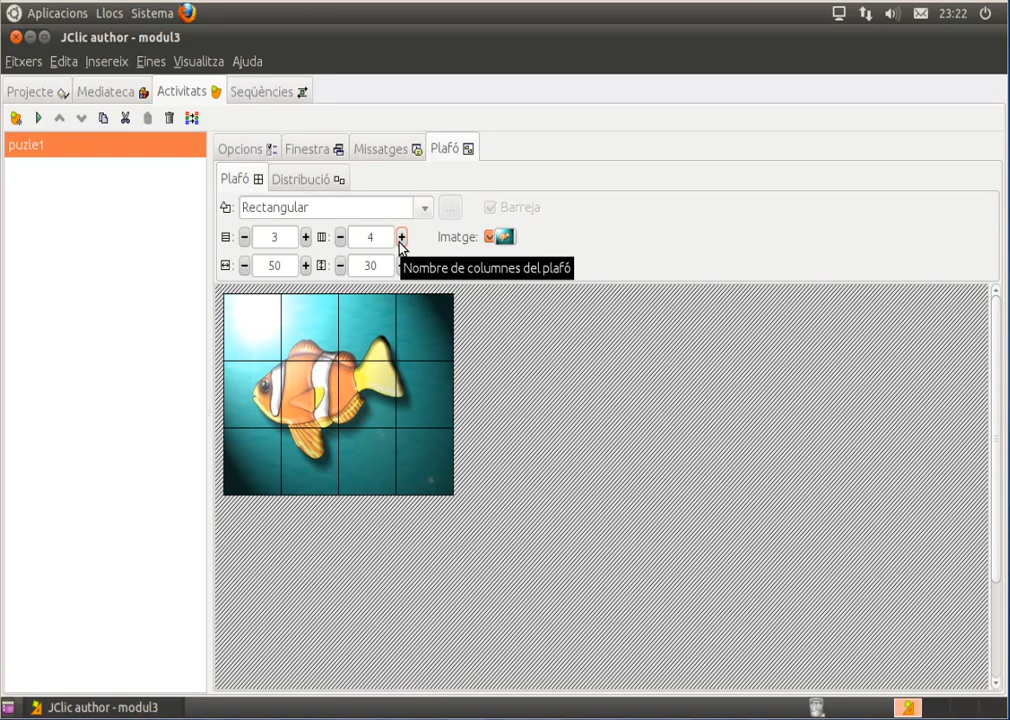 Aplicacions Llocs Sistema 23:22
JClic author - modul3
Fitxers Edita Insereix Eines Visualitza Ajuda
Projecte Mediateca Activitats Seqüències
puzle1
Opcions Finestra Missatges Plafó
Plafó Distribució
Rectangular ... Barreja
- 3 + - 4 + Imatge:
- 50 + - 30
Nombre de columnes del plafó
JClic author - modul3